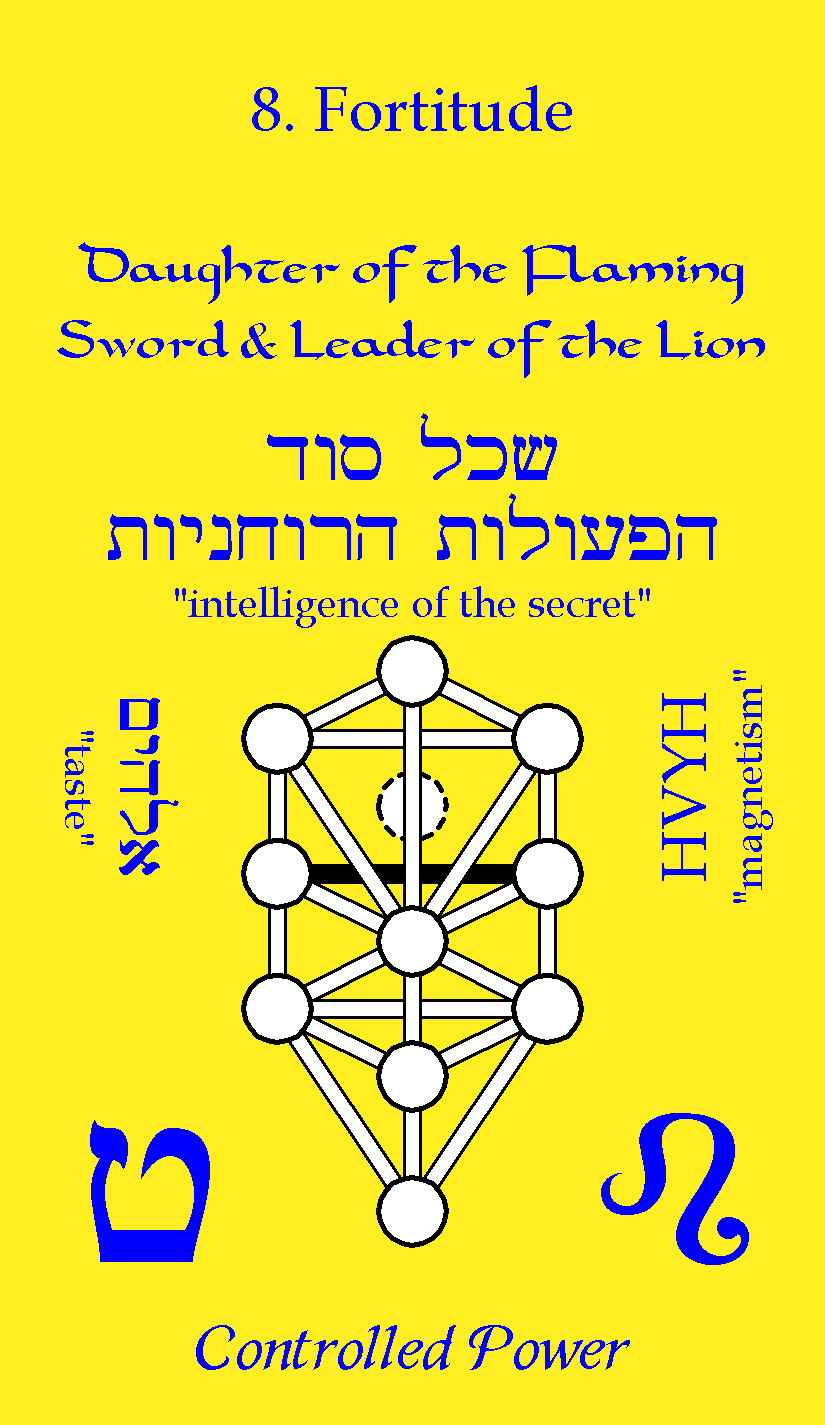 8. Fortitude
Daughter of the Flaming
Sword & Leader of the Lion
שכל סוד
הפעולות הרוחניות
"intelligence of the secret"
"taste"
אלהים
HVYH
"magnetism"
ט
♌
Controlled Power